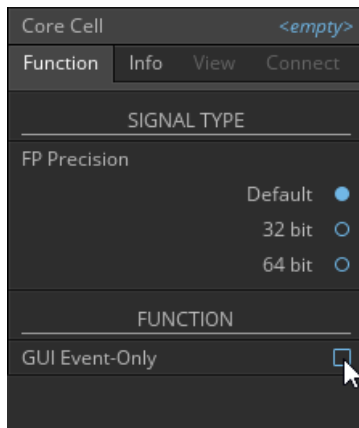 Core Cell <empty>
Function Info View Connect
SIGNAL TYPE
FP Precision
Default
32 bit
64 bit
FUNCTION
GUI Event-Only